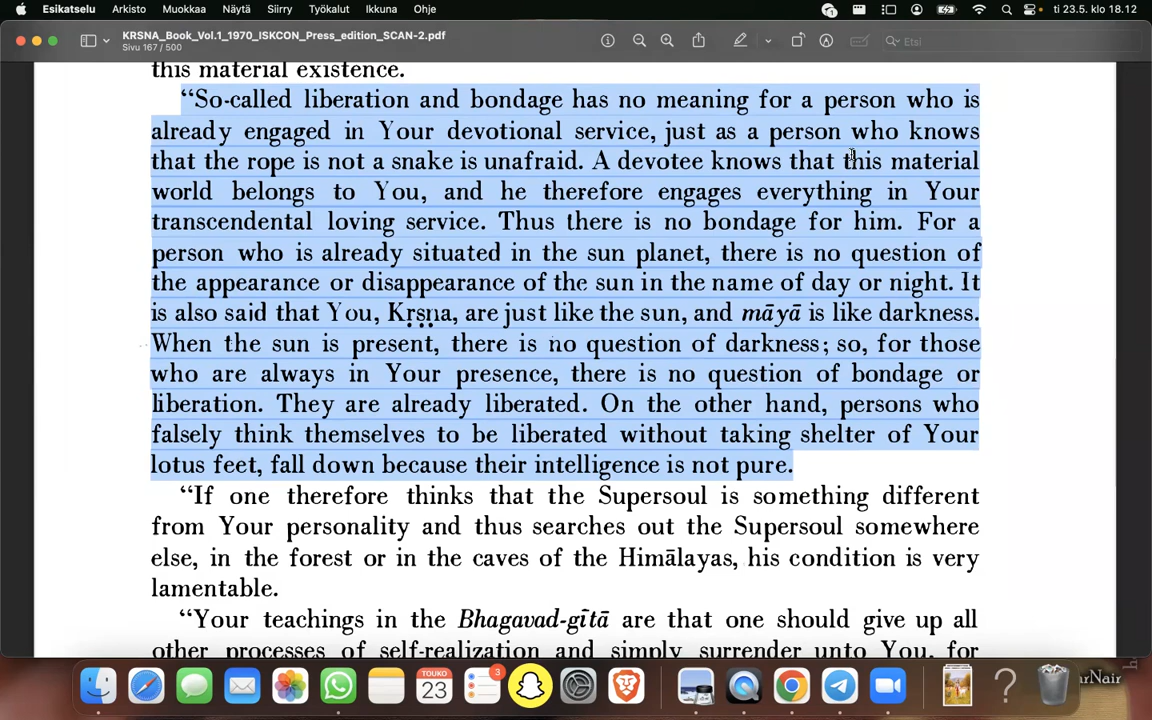 Esikatselu Arkisto Muokkaa Näytä Siirry Työkalut Ikkuna Ohje 1 ti 23.5. klo 18.12
KRSNA_Book_Vol.1_1970_ISKCON_Press_edition_SCAN-2.pdf
Sivu 167 / 500
Etsi
this material existence.
“So-called liberation and bondage has no meaning for a person who is
already engaged in Your devotional service, just as a person who knows
that the rope is not a snake is unafraid. A devotee knows that this material
world belongs to You, and he therefore engages everything in Your
transcendental loving service. Thus there is no bondage for him. For a
person who is already situated in the sun planet, there is no question of
the appearance or disappearance of the sun in the name of day or night. It
is also said that You, Kṛṣṇa, are just like the sun, and māyā is like darkness.
When the sun is present, there is no question of darkness; so, for those
who are always in Your presence, there is no question of bondage or
liberation. They are already liberated. On the other hand, persons who
falsely think themselves to be liberated without taking shelter of Your
lotus feet, fall down because their intelligence is not pure.
“If one therefore thinks that the Supersoul is something different
from Your personality and thus searches out the Supersoul somewhere
else, in the forest or in the caves of the Himālayas, his condition is very
lamentable.
“Your teachings in the Bhagavad-gītā are that one should give up all
other processes of self-realization and simply surrender unto You, for
TOUKO
23
3
arNair